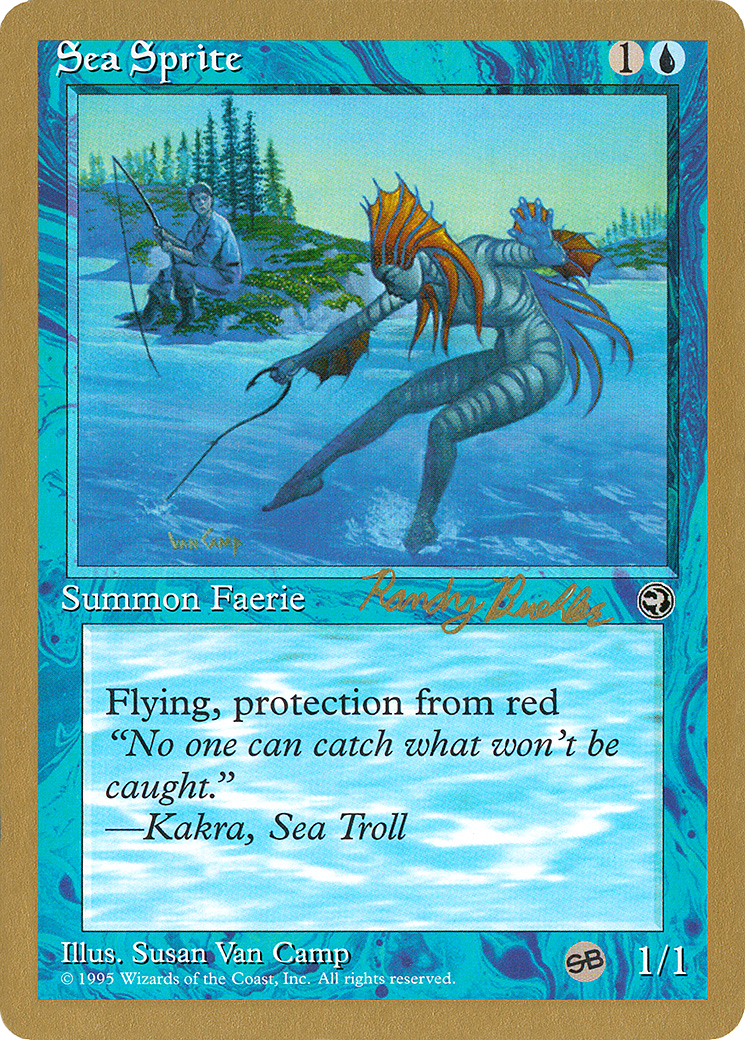 Sea Sprite 1
VAN CAMP
Randy Buehler
Summon Faerie
Flying, protection from red
“No one can catch what won’t be
caught.”
—Kakra, Sea Troll
Illus. Susan Van Camp
SB 1/1
© 1995 Wizards of the Coast, Inc. All rights reserved.